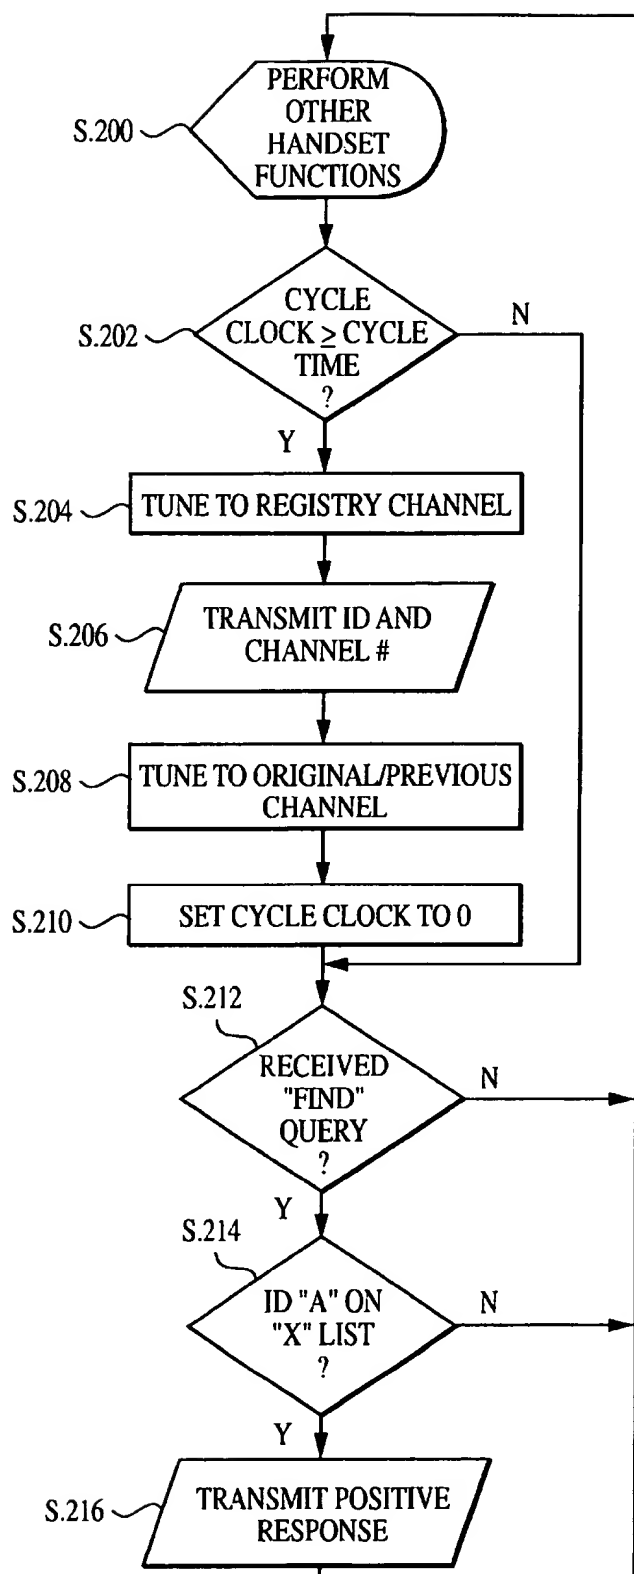 PERFORM
OTHER
HANDSET
FUNCTIONS
S.200
CYCLE
CLOCK ≥ CYCLE
TIME
?
S.202
N
Y
S.204
TUNE TO REGISTRY CHANNEL
S.206
TRANSMIT ID AND
CHANNEL #
S.208
TUNE TO ORIGINAL/PREVIOUS
CHANNEL
S.210
SET CYCLE CLOCK TO 0
S.212
RECEIVED
"FIND"
QUERY
?
N
Y
S.214
ID "A" ON
"X" LIST
?
N
Y
S.216
TRANSMIT POSITIVE
RESPONSE